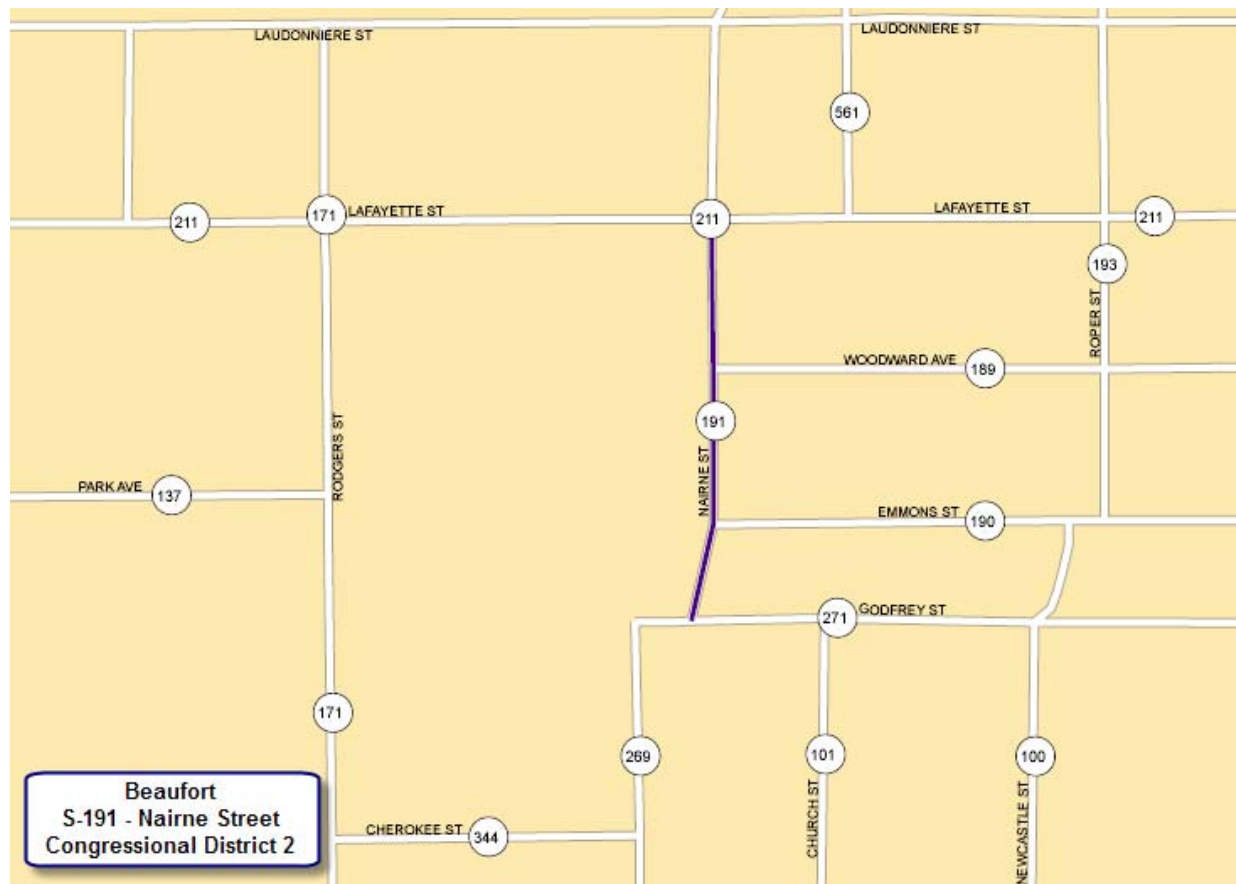 LAUDONNIERE ST
LAUDONNIERE ST
561
211
171
LAFAYETTE ST
211
LAFAYETTE ST
211
193
ROPER ST
WOODWARD AVE
189
191
NAIRNE ST
RODGERS ST
PARK AVE
137
EMMONS ST
190
GODFREY ST
271
171
269
101
100
CHURCH ST
NEWCASTLE ST
CHEROKEE ST
344
Beaufort
S-191 - Nairne Street
Congressional District 2